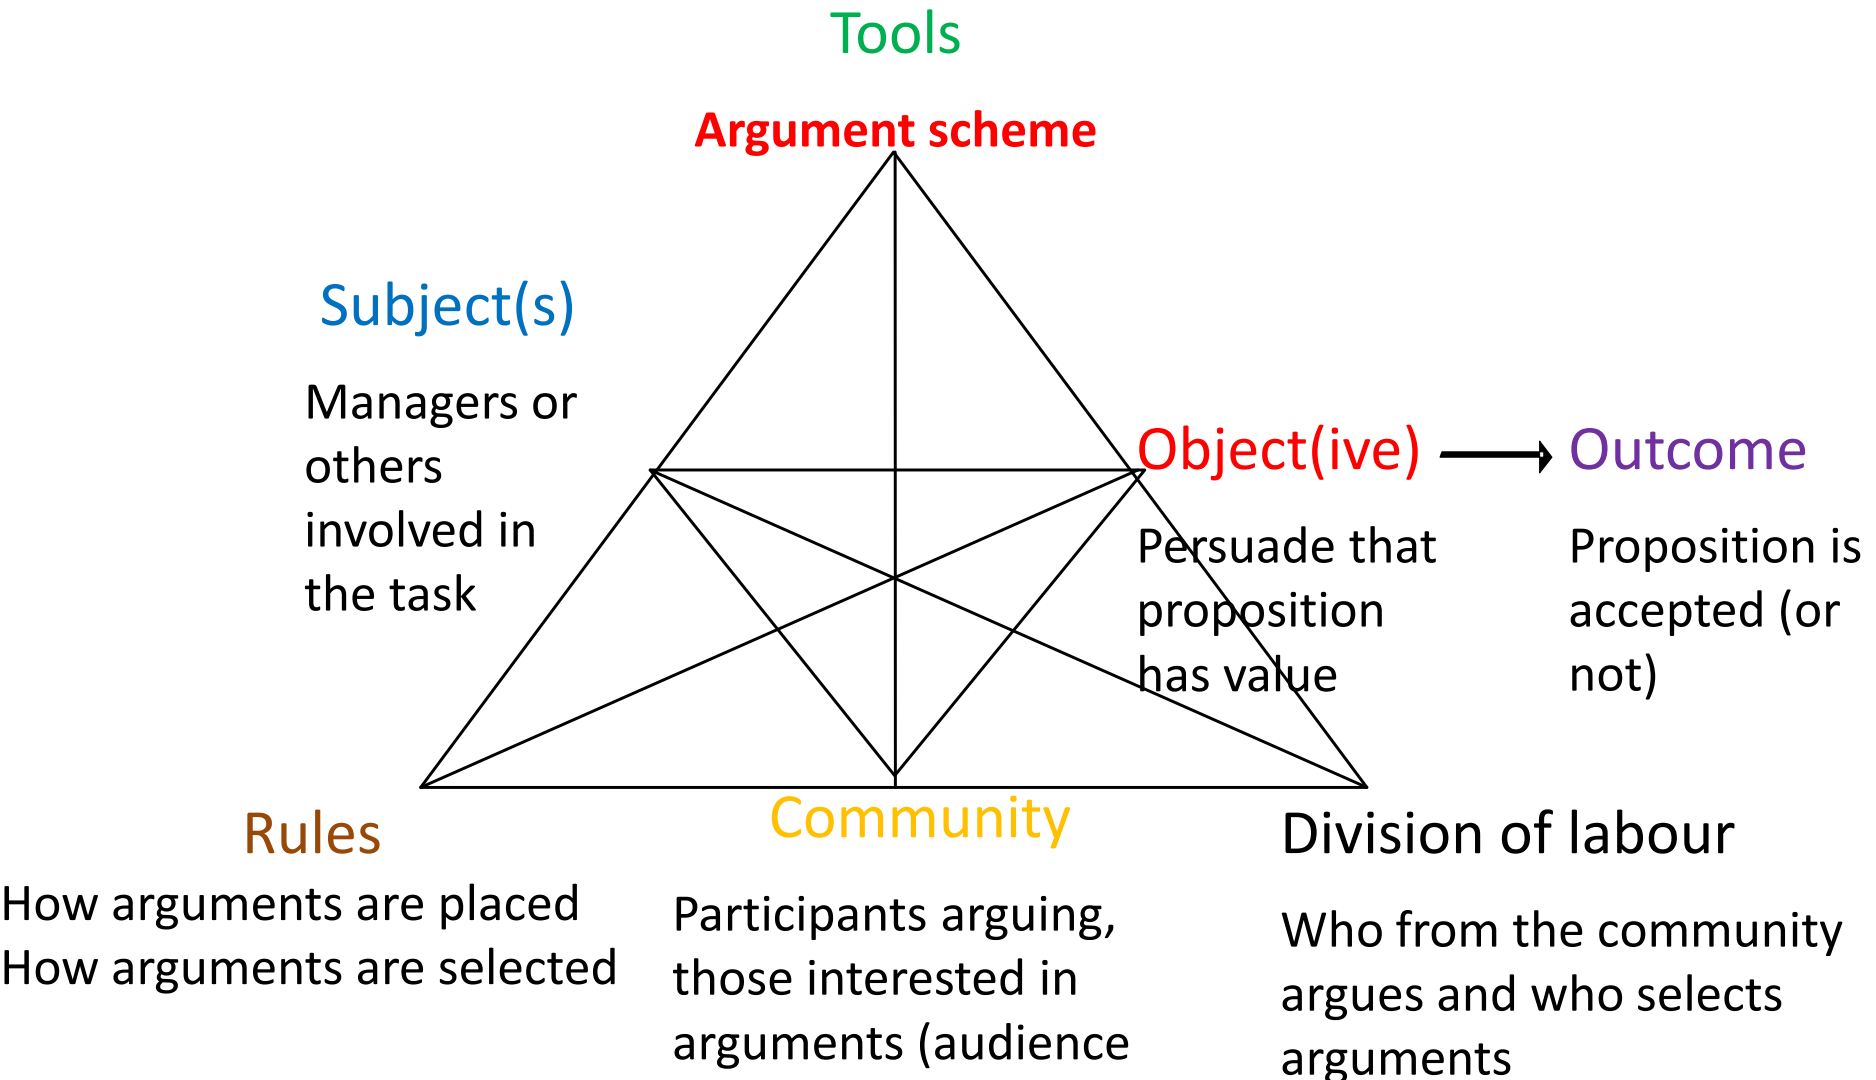 Tools
Argument scheme
Subject(s)
Managers or
others
involved in
the task
Object(ive)
Persuade that
proposition
has value
Outcome
Proposition is
accepted (or
not)
Rules
How arguments are placed
How arguments are selected
Community
Participants arguing,
those interested in
arguments (audience
Division of labour
Who from the community
argues and who selects
arguments